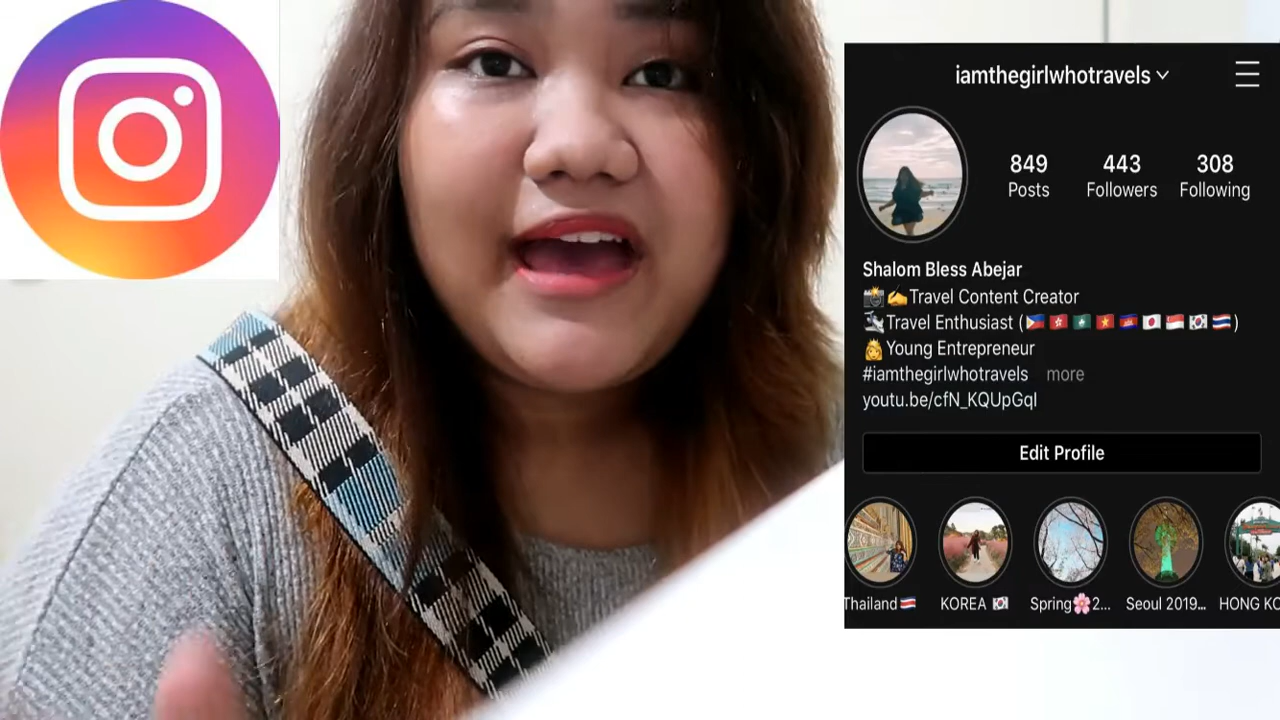 iamthegirlwhotravels
849 443 308
Posts Followers Following
Shalom Bless Abejar
📸✍Travel Content Creator
🛩Travel Enthusiast (🇵🇭 🇭🇰 🇲🇴 🇻🇳 🇰🇭 🇯🇵 🇸🇬 🇰🇷 🇹🇭)
👸Young Entrepreneur
#iamthegirlwhotravels more
youtu.be/cfN_KQUpGqI
Edit Profile
Thailand🇨🇷 KOREA 🇰🇷 Spring🌸2... Seoul 2019... HONG KO